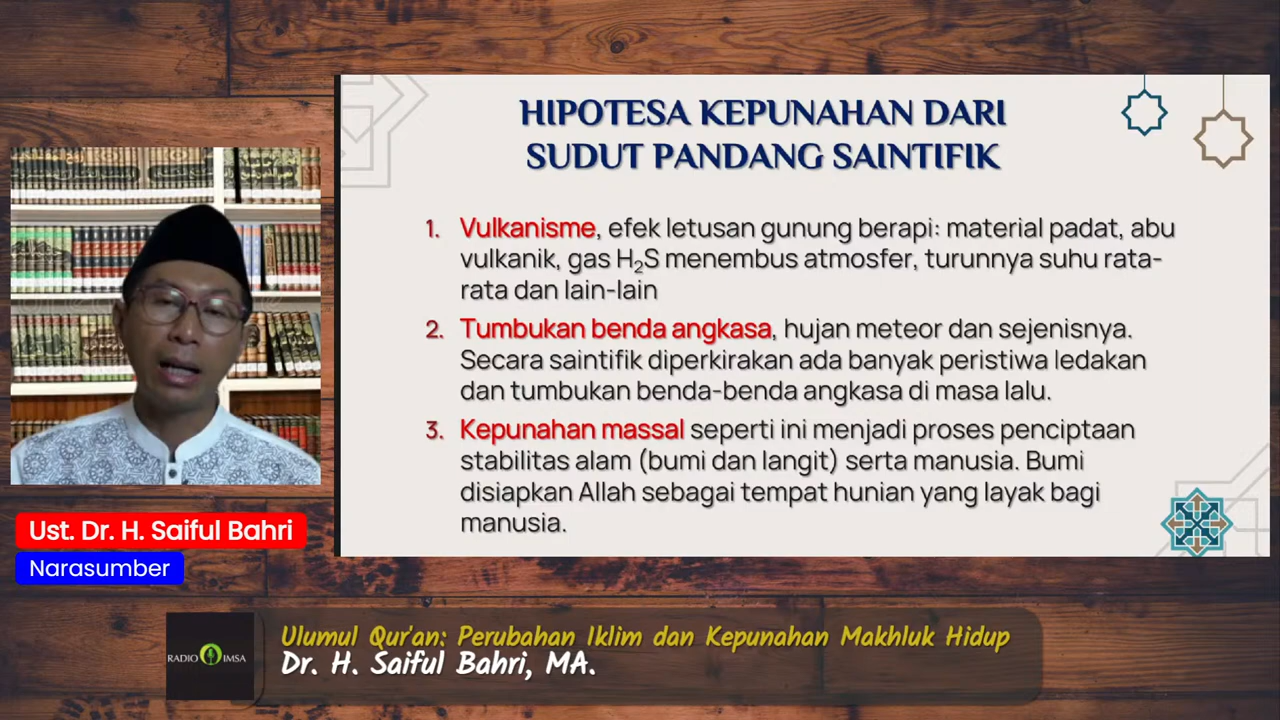 HIPOTESA KEPUNAHAN DARI
SUDUT PANDANG SAINTIFIK
1. Vulkanisme, efek letusan gunung berapi: material padat, abu
vulkanik, gas H₂S menembus atmosfer, turunnya suhu rata-
rata dan lain-lain
2. Tumbukan benda angkasa, hujan meteor dan sejenisnya.
Secara saintifik diperkirakan ada banyak peristiwa ledakan
dan tumbukan benda-benda angkasa di masa lalu.
3. Kepunahan massal seperti ini menjadi proses penciptaan
stabilitas alam (bumi dan langit) serta manusia. Bumi
disiapkan Allah sebagai tempat hunian yang layak bagi
manusia.
Ust. Dr. H. Saiful Bahri
Narasumber
RADIO IMSA
Ulumul Qur'an: Perubahan Iklim dan Kepunahan Makhluk Hidup
Dr. H. Saiful Bahri, MA.